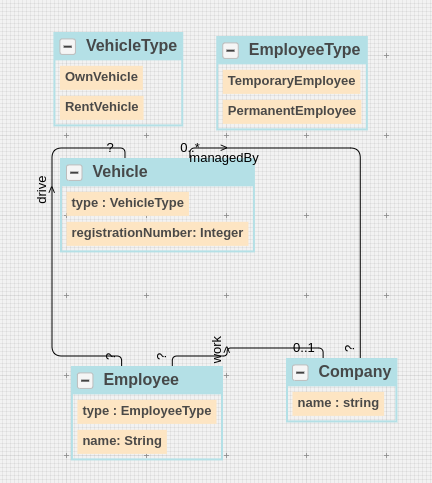 VehicleType
OwnVehicle
RentVehicle
EmployeeType
TemporaryEmployee
PermanentEmployee
?
0..*
managedBy
Vehicle
type : VehicleType
registrationNumber: Integer
drive
?
?
work
0..1
?
Employee
type : EmployeeType
name: String
Company
name : string